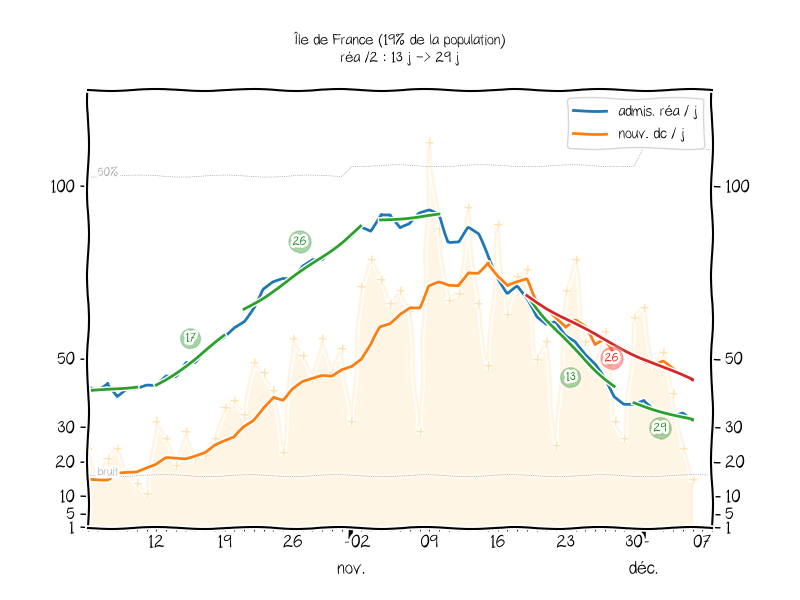 Île de France (19% de la population)
réa /2 : 13 j -> 29 j
admis. réa / j
nouv. dc / j
50%
100
100
26
17
50
50
26
13
30
30
29
20
20
bruit
10
10
5
5
1
1
12 19 26 02 09 16 23 30 07
nov. déc.